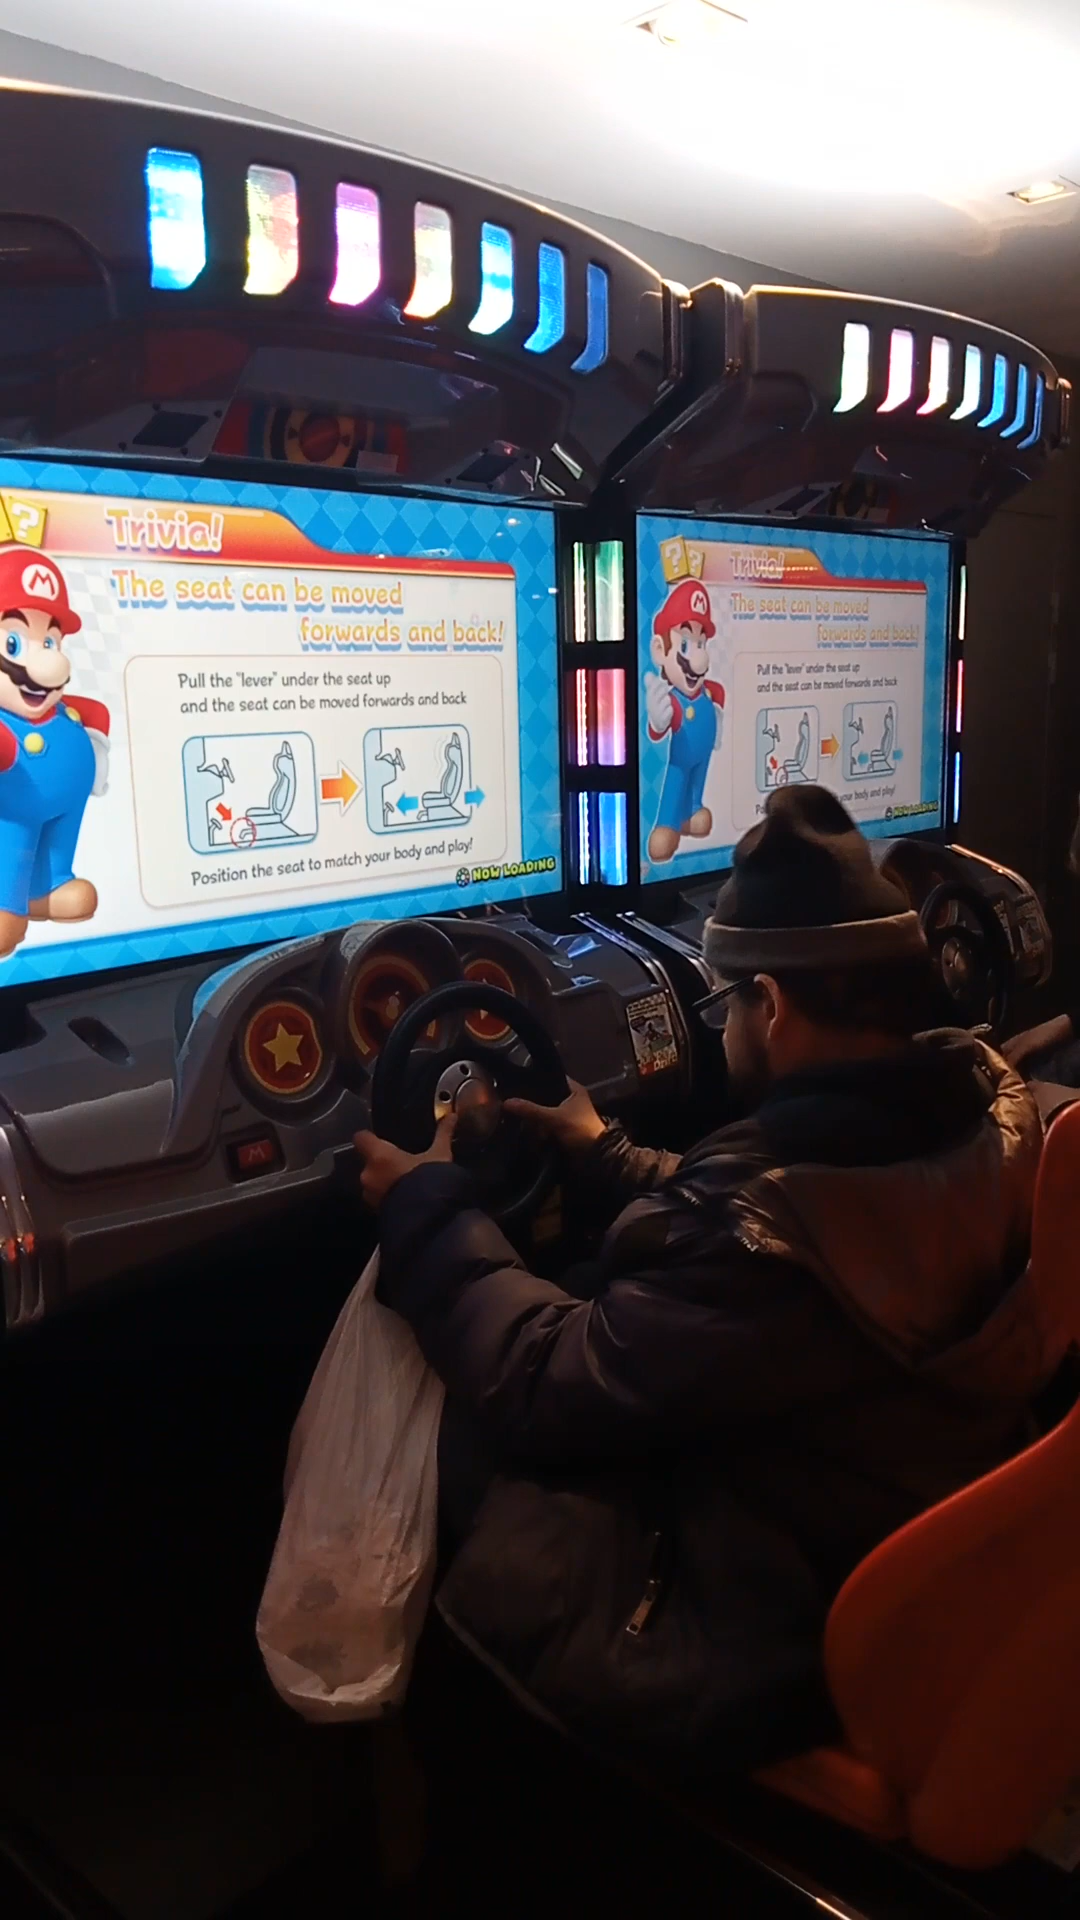 Trivia!
The seat can be moved
forwards and back!
Pull the "lever" under the seat up
and the seat can be moved forwards and back
Position the seat to match your body and play!
NOW LOADING
Trivia!
The seat can be moved
forwards and back!
Pull the "lever" under the seat up
and the seat can be moved forwards and back
your body and play!
NOW LOADING